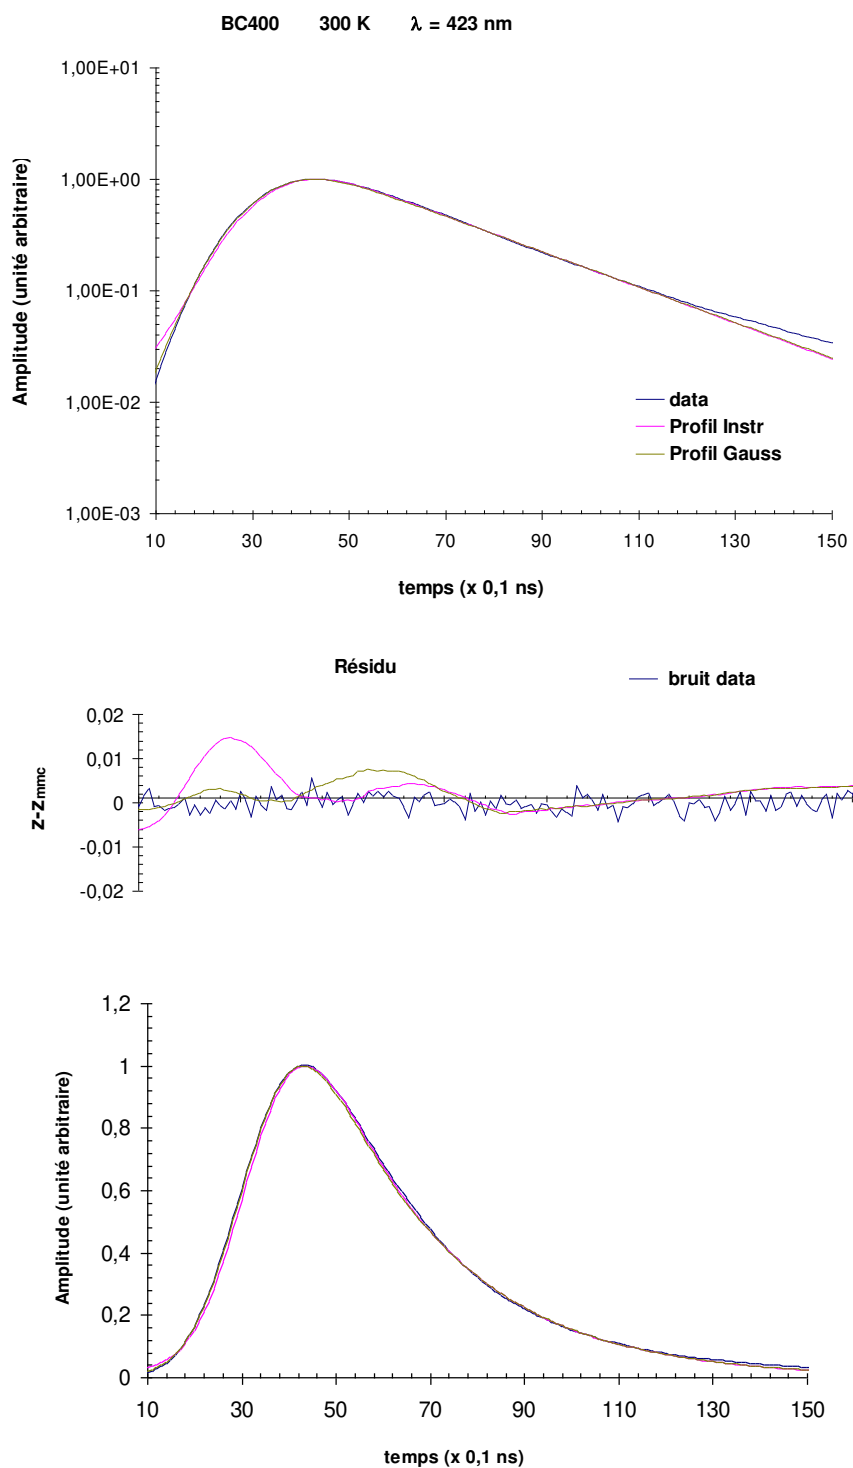 BC400 300 K λ = 423 nm
1,00E+01
1,00E+00
1,00E-01
1,00E-02
1,00E-03
Amplitude (unité arbitraire)
data
Profil Instr
Profil Gauss
10 30 50 70 90 110 130 150
temps (x 0,1 ns)
Résidu
bruit data
0,02
0,01
0
-0,01
-0,02
z-zmmc
1,2
1
0,8
0,6
0,4
0,2
0
Amplitude (unité arbitraire)
10 30 50 70 90 110 130 150
temps (x 0,1 ns)